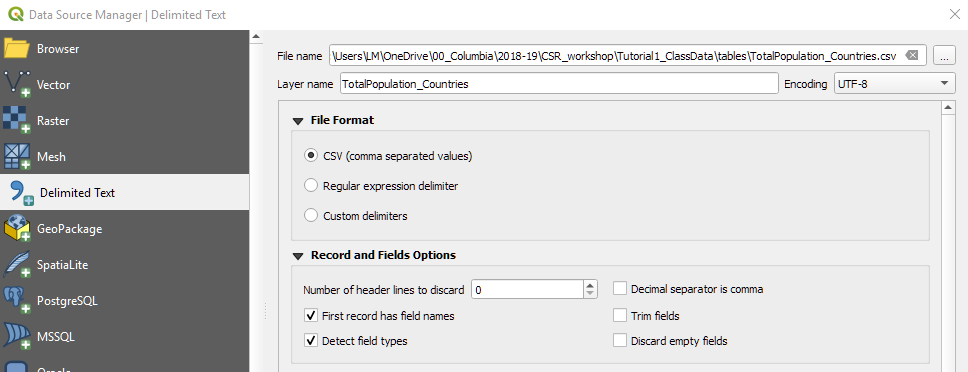 Data Source Manager | Delimited Text
Browser
Vector
Raster
Mesh
Delimited Text
GeoPackage
SpatiaLite
PostgreSQL
MSSQL
File name \Users\LM\OneDrive\00_Columbia\2018-19\CSR_workshop\Tutorial1_ClassData\tables\TotalPopulation_Countries.csv ...
Layer name TotalPopulation_Countries Encoding UTF-8
File Format
CSV (comma separated values)
Regular expression delimiter
Custom delimiters
Record and Fields Options
Number of header lines to discard 0 Decimal separator is comma
First record has field names Trim fields
Detect field types Discard empty fields